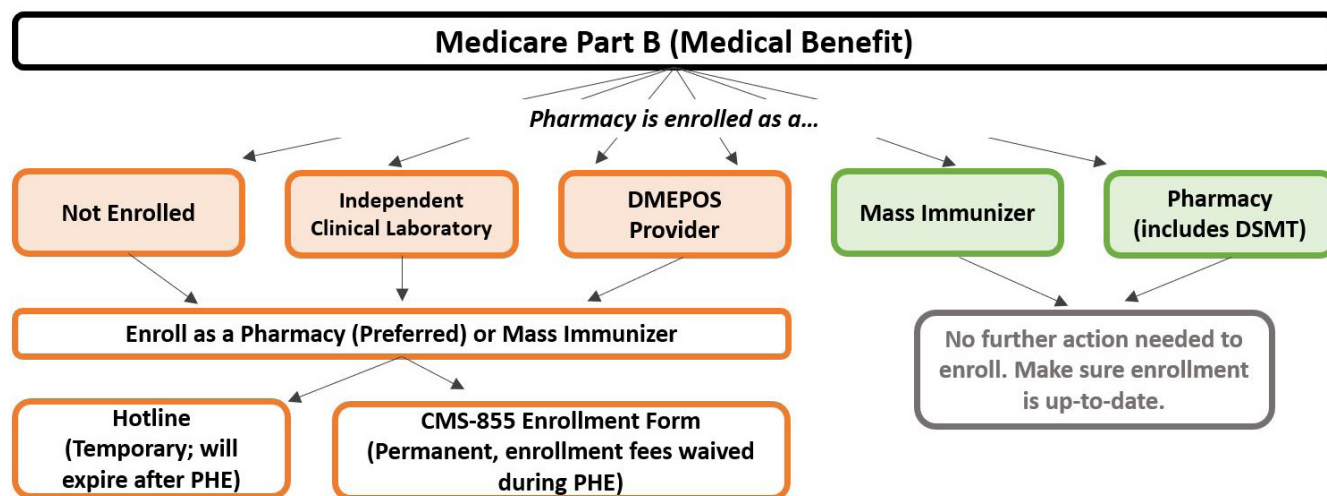 Medicare Part B (Medical Benefit)
Pharmacy is enrolled as a...
Not Enrolled
Independent
Clinical Laboratory
DMEPOS
Provider
Mass Immunizer
Pharmacy
(includes DSMT)
Enroll as a Pharmacy (Preferred) or Mass Immunizer
No further action needed to
enroll. Make sure enrollment
is up-to-date.
Hotline
(Temporary; will
expire after PHE)
CMS-855 Enrollment Form
(Permanent, enrollment fees waived
during PHE)